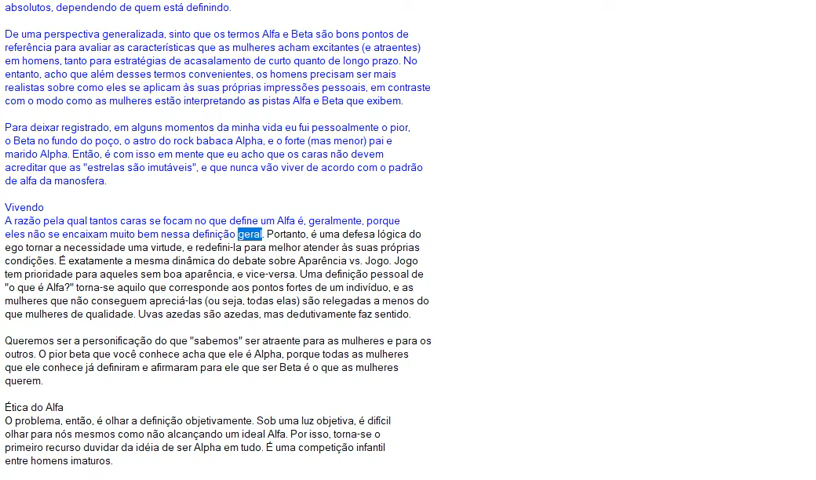 absolutos, dependendo de quem está definindo.
De uma perspectiva generalizada, sinto que os termos Alfa e Beta são bons pontos de
referência para avaliar as características que as mulheres acham excitantes (e atraentes)
em homens, tanto para estratégias de acasalamento de curto quanto de longo prazo. No
entanto, acho que além desses termos convenientes, os homens precisam ser mais
realistas sobre como eles se aplicam às suas próprias impressões pessoais, em contraste
com o modo como as mulheres estão interpretando as pistas Alfa e Beta que exibem.
Para deixar registrado, em alguns momentos da minha vida eu fui pessoalmente o pior,
o Beta no fundo do poço, o astro do rock babaca Alpha, e o forte (mas menor) pai e
marido Alpha. Então, é com isso em mente que eu acho que os caras não devem
acreditar que as "estrelas são imutáveis", e que nunca vão viver de acordo com o padrão
de alfa da manosfera.
Vivendo
A razão pela qual tantos caras se focam no que define um Alfa é, geralmente, porque
eles não se encaixam muito bem nessa definição geral. Portanto, é uma defesa lógica do
ego tornar a necessidade uma virtude, e redefini-la para melhor atender às suas próprias
condições. É exatamente a mesma dinâmica do debate sobre Aparência vs. Jogo. Jogo
tem prioridade para aqueles sem boa aparência, e vice-versa. Uma definição pessoal de
"o que é Alfa?" torna-se aquilo que corresponde aos pontos fortes de um indivíduo, e as
mulheres que não conseguem apreciá-las (ou seja, todas elas) são relegadas a menos do
que mulheres de qualidade. Uvas azedas são azedas, mas dedutivamente faz sentido.
Queremos ser a personificação do que "sabemos" ser atraente para as mulheres e para os
outros. O pior beta que você conhece acha que ele é Alpha, porque todas as mulheres
que ele conhece já definiram e afirmaram para ele que ser Beta é o que as mulheres
querem.
Ética do Alfa
O problema, então, é olhar a definição objetivamente. Sob uma luz objetiva, é difícil
olhar para nós mesmos como não alcançando um ideal Alfa. Por isso, torna-se o
primeiro recurso duvidar da idéia de ser Alpha em tudo. É uma competição infantil
entre homens imaturos.